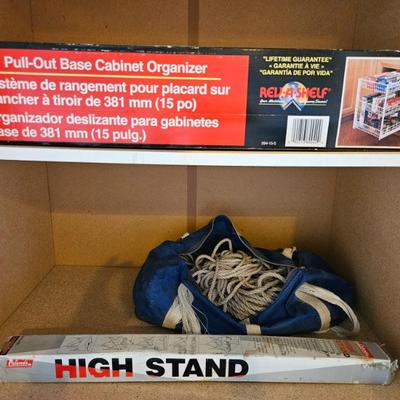 Pull-Out Base Cabinet Organizer
stème de rangement pour placard sur
ancher à tiroir de 381 mm (15 po)
organizador deslizante para gabinetes
ase de 381 mm (15 pulg.)
"LIFETIME GUARANTEE"
« GARANTIE À VIE »
"GARANTÍA DE POR VIDA"
REV-A-SHELF
HIGH STAND